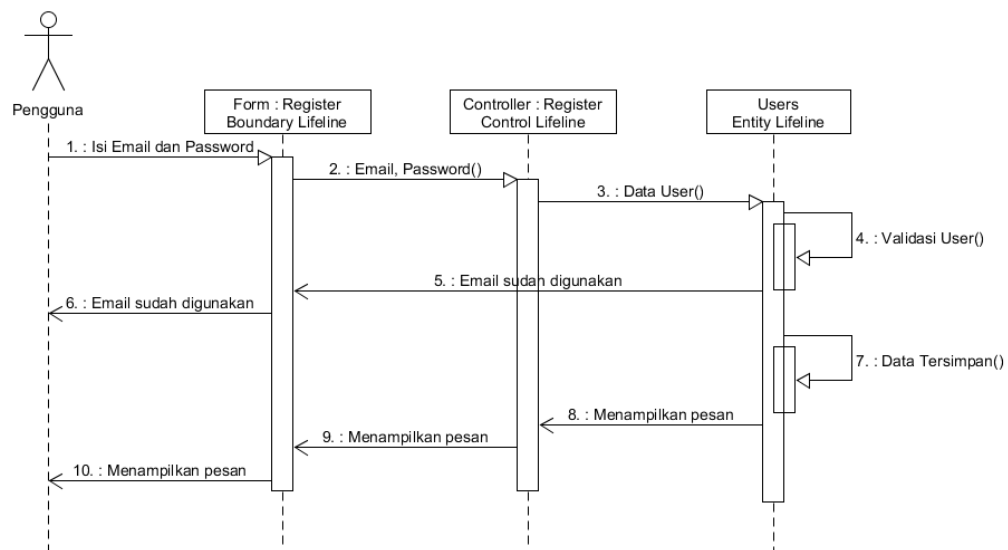 Pengguna
Form : Register
Boundary Lifeline
Controller : Register
Control Lifeline
Users
Entity Lifeline
1. : Isi Email dan Password
2. : Email, Password()
3. : Data User()
4. : Validasi User()
5. : Email sudah digunakan
6. : Email sudah digunakan
7. : Data Tersimpan()
8. : Menampilkan pesan
9. : Menampilkan pesan
10. : Menampilkan pesan